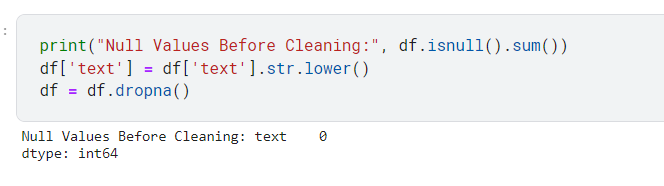 :
print("Null Values Before Cleaning:", df.isnull().sum())
df['text'] = df['text'].str.lower()
df = df.dropna()
Null Values Before Cleaning: text    0
dtype: int64